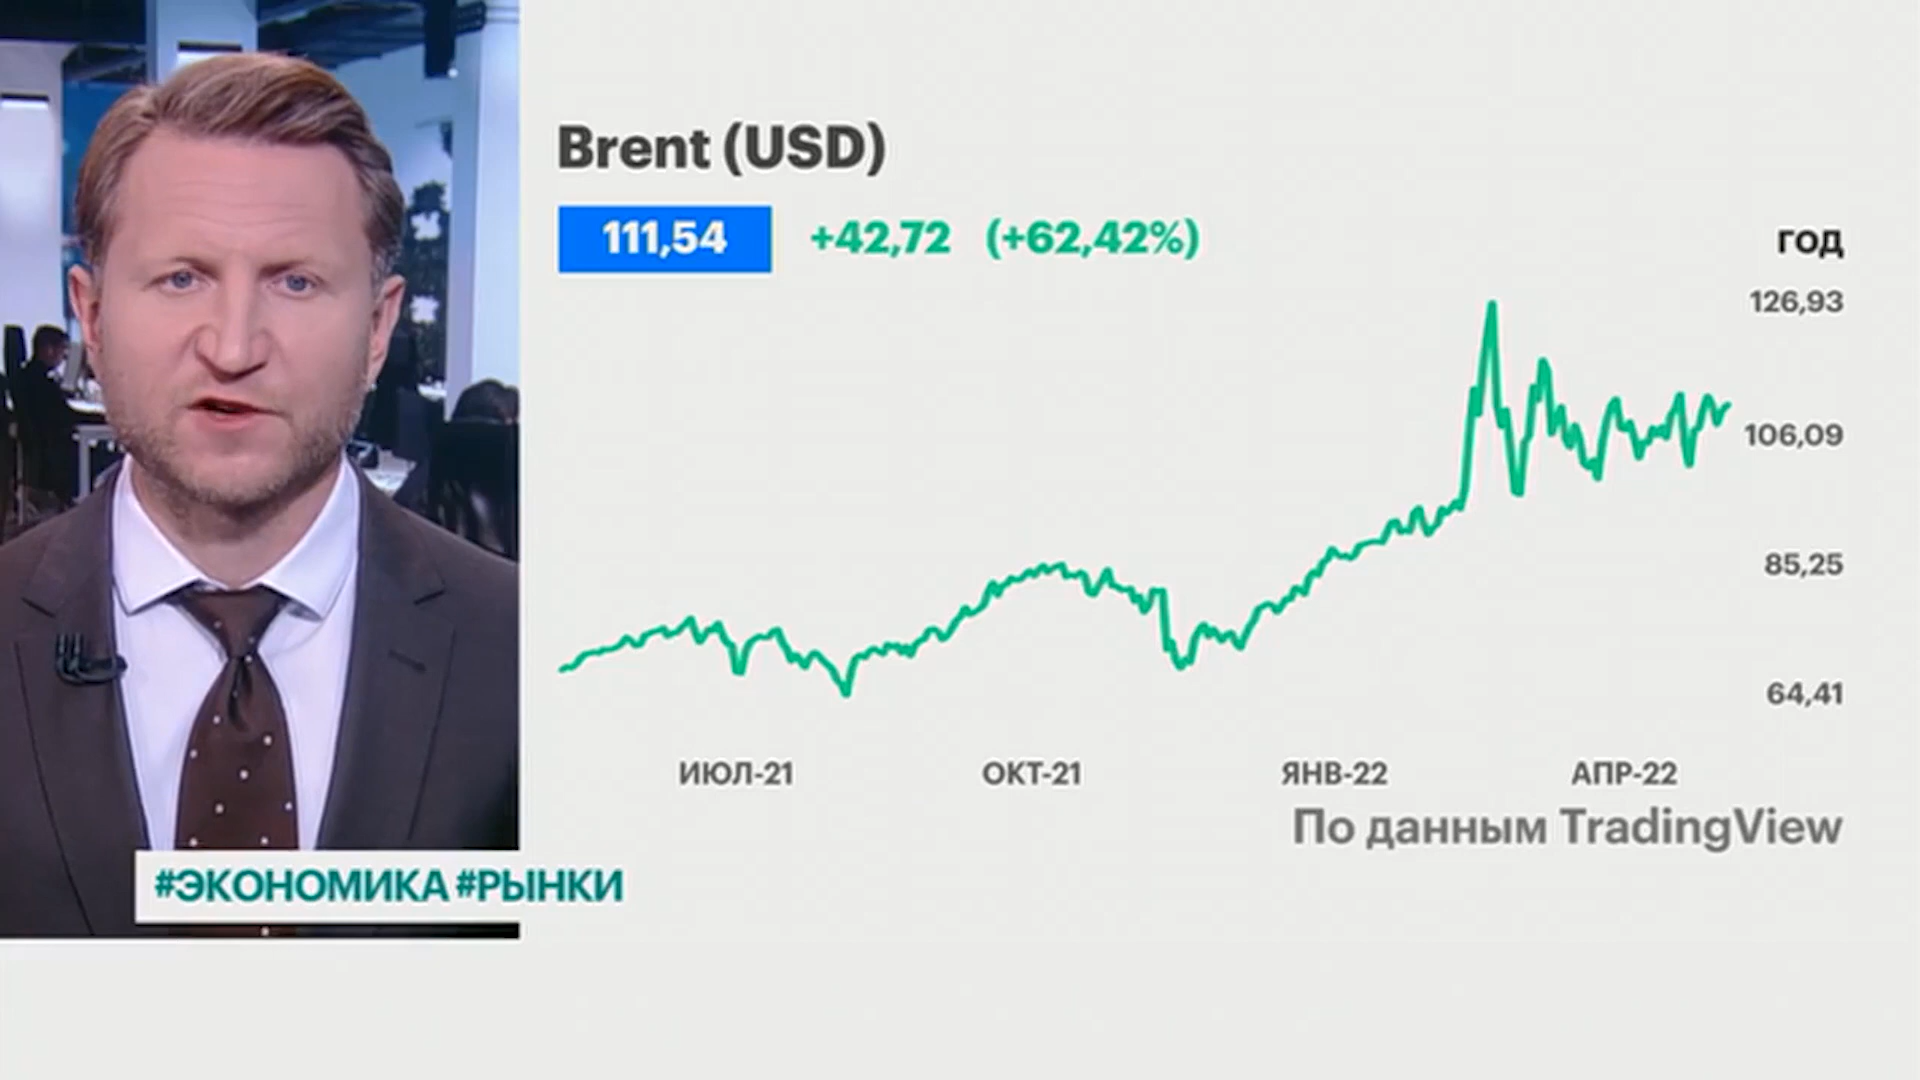 Brent (USD)
111,54 +42,72 (+62,42%)
ГОД
126,93
106,09
85,25
64,41
ИЮЛ-21 ОКТ-21 ЯНВ-22 АПР-22
По данным TradingView
#ЭКОНОМИКА #РЫНКИ